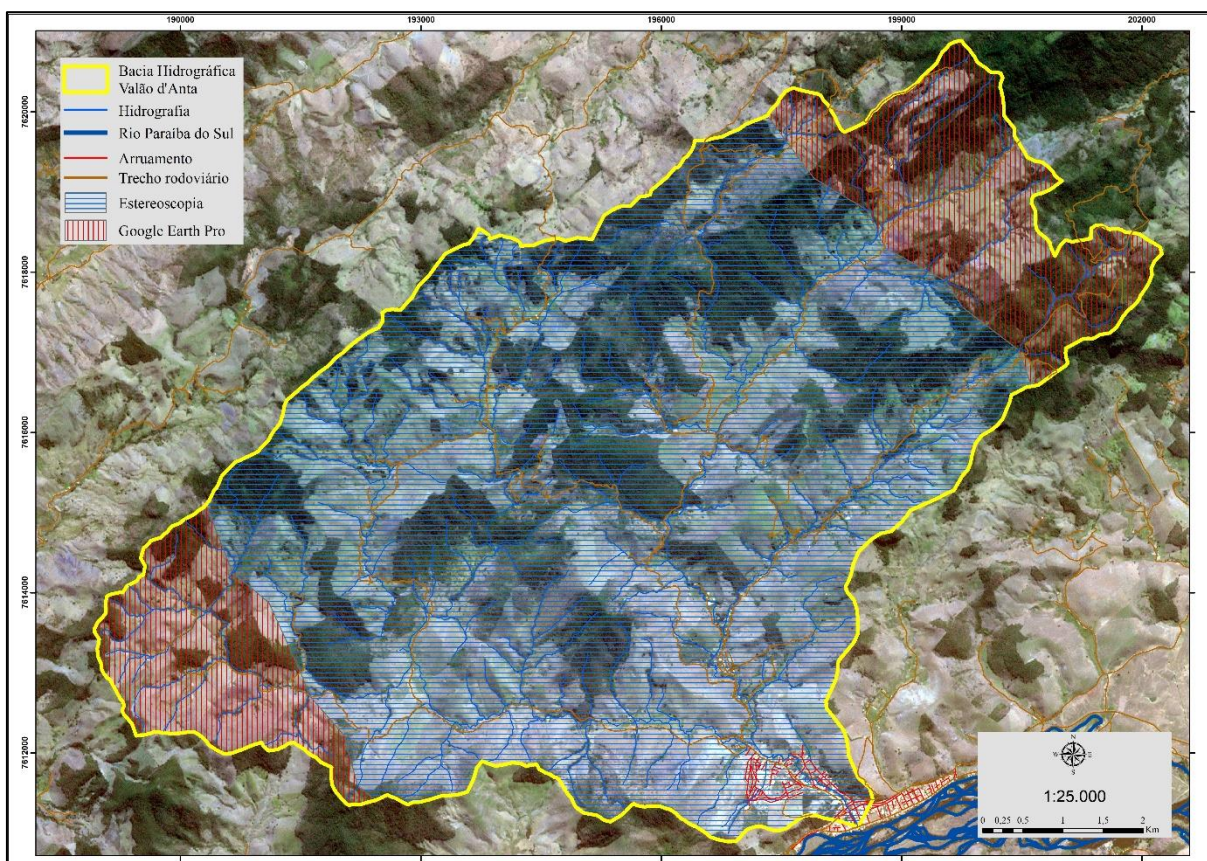 190000 193000 196000 199000 202000
7620000
7618000
7616000
7614000
7612000
Bacia Hidrográfica
Valão d'Anta
Hidrografia
Rio Paraíba do Sul
Arruamento
Trecho rodoviário
Estereoscopia
Google Earth Pro
N
W E
S
1:25.000
0 0,25 0,5 1 1,5 2
Km